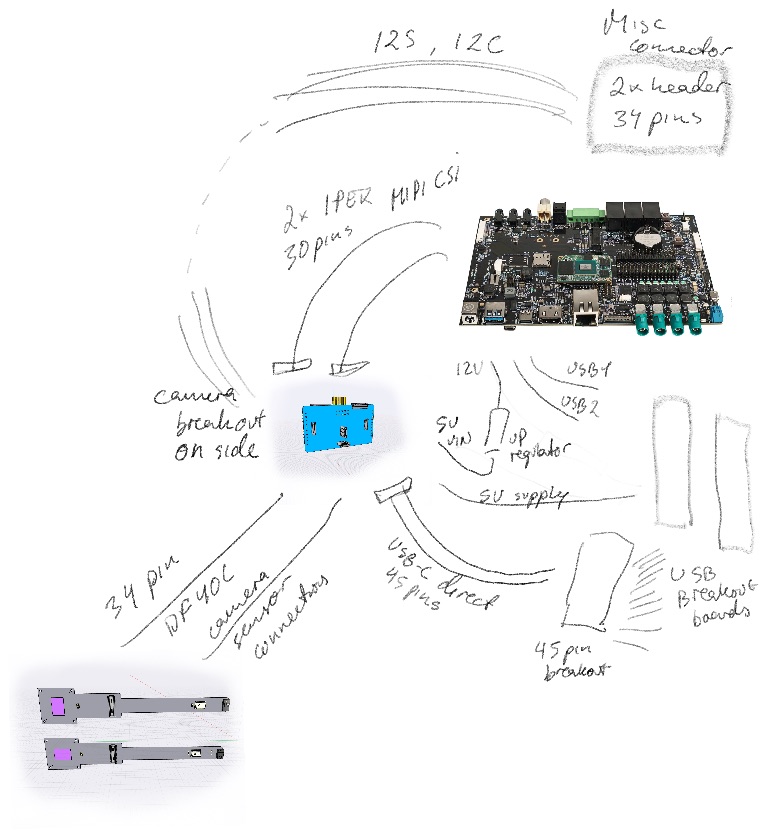 I2S, I2C
Misc
connector
2x header
34 pins
2x IPEX MIPI CSI
30 pins
camera
breakout
on side
12V
USB1
USB2
5V
VIN
UP
regulator
5V supply
USB-C direct
45 pins
USB
Breakout
boards
45 pin
breakout
34 pin
DF40C
camera
sensor
connections